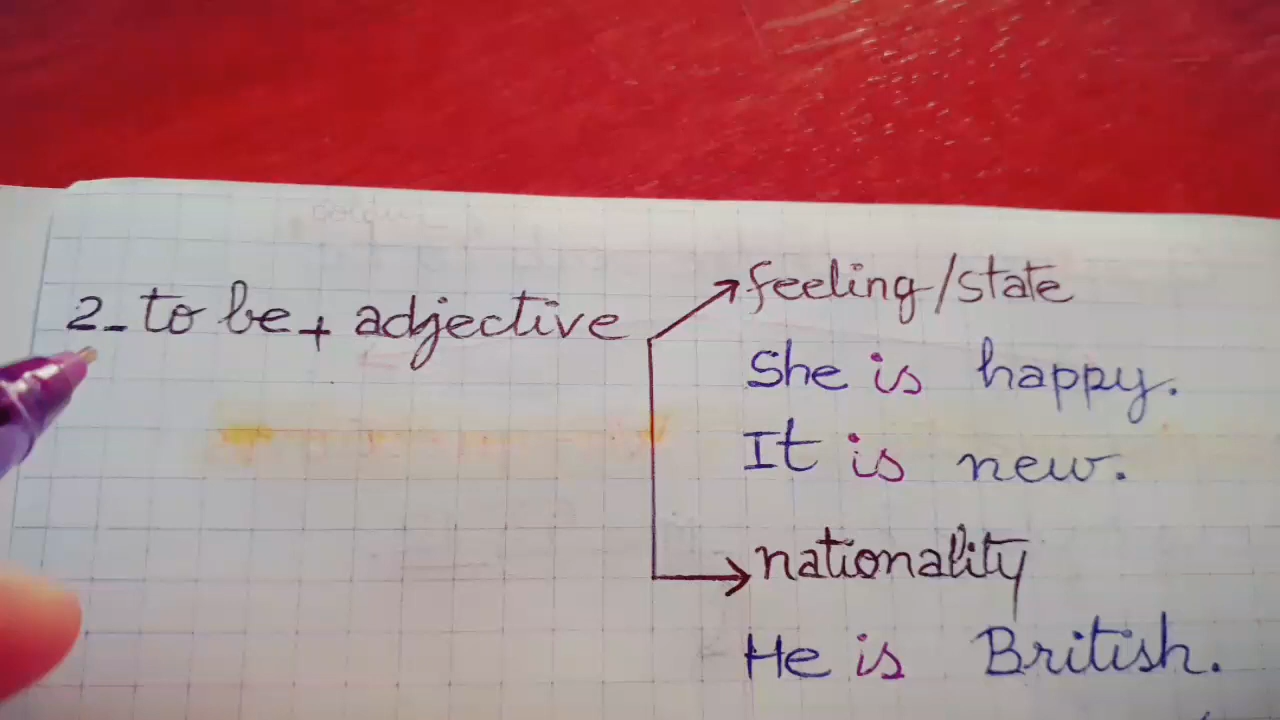 2- to be + adjective
feeling/state
She is happy.
It is new.
nationality
He is British.